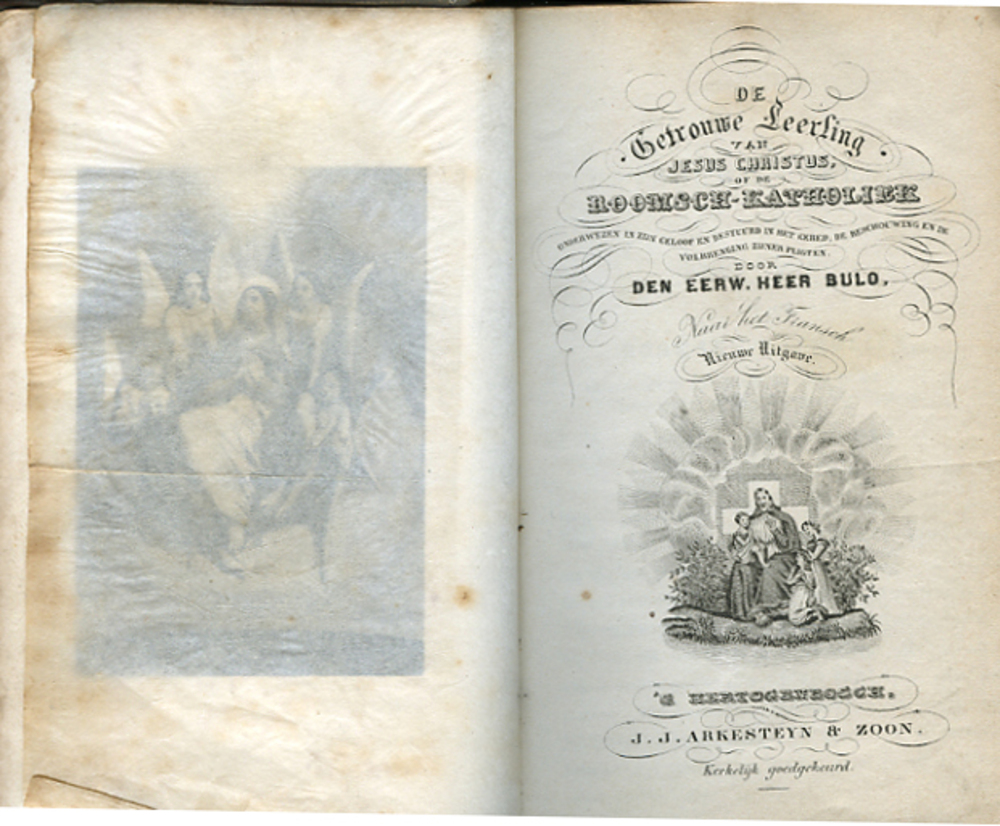 DE
Getrouwe Leerling
VAN
JESUS CHRISTUS,
OF DE
ROOMSCH-KATHOLIEK
ONDERWEZEN IN ZIJN GELOOF EN BESTUURD IN HET GEBED, DE BESCHOUWING EN DE
VOLBRENGING ZIJNER PLIGTEN.
DOOR
DEN EERW. HEER BULO,
Naar het Fransch
Nieuwe Uitgave.
'S HERTOGENBOSCH.
J. J. ARKESTEYN & ZOON.
Kerkelijk goedgekeurd.